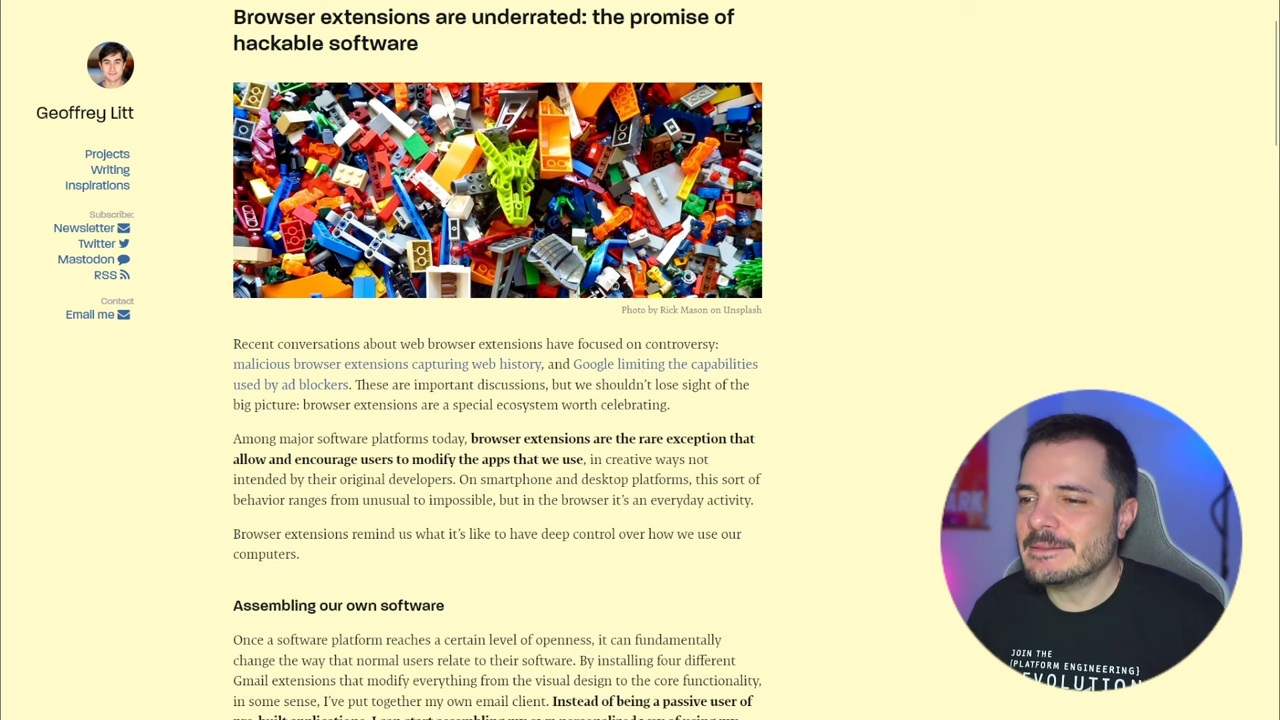 Browser extensions are underrated: the promise of
hackable software
Geoffrey Litt
Projects
Writing
Inspirations
Subscribe:
Newsletter
Twitter
Mastodon
RSS
Contact
Email me
Photo by Rick Mason on Unsplash
Recent conversations about web browser extensions have focused on controversy:
malicious browser extensions capturing web history, and Google limiting the capabilities
used by ad blockers. These are important discussions, but we shouldn’t lose sight of the
big picture: browser extensions are a special ecosystem worth celebrating.
Among major software platforms today, browser extensions are the rare exception that
allow and encourage users to modify the apps that we use, in creative ways not
intended by their original developers. On smartphone and desktop platforms, this sort of
behavior ranges from unusual to impossible, but in the browser it’s an everyday activity.
Browser extensions remind us what it’s like to have deep control over how we use our
computers.
Assembling our own software
Once a software platform reaches a certain level of openness, it can fundamentally
change the way that normal users relate to their software. By installing four different
Gmail extensions that modify everything from the visual design to the core functionality,
in some sense, I’ve put together my own email client. Instead of being a passive user of
JOIN THE
{PLATFORM ENGINEERING}